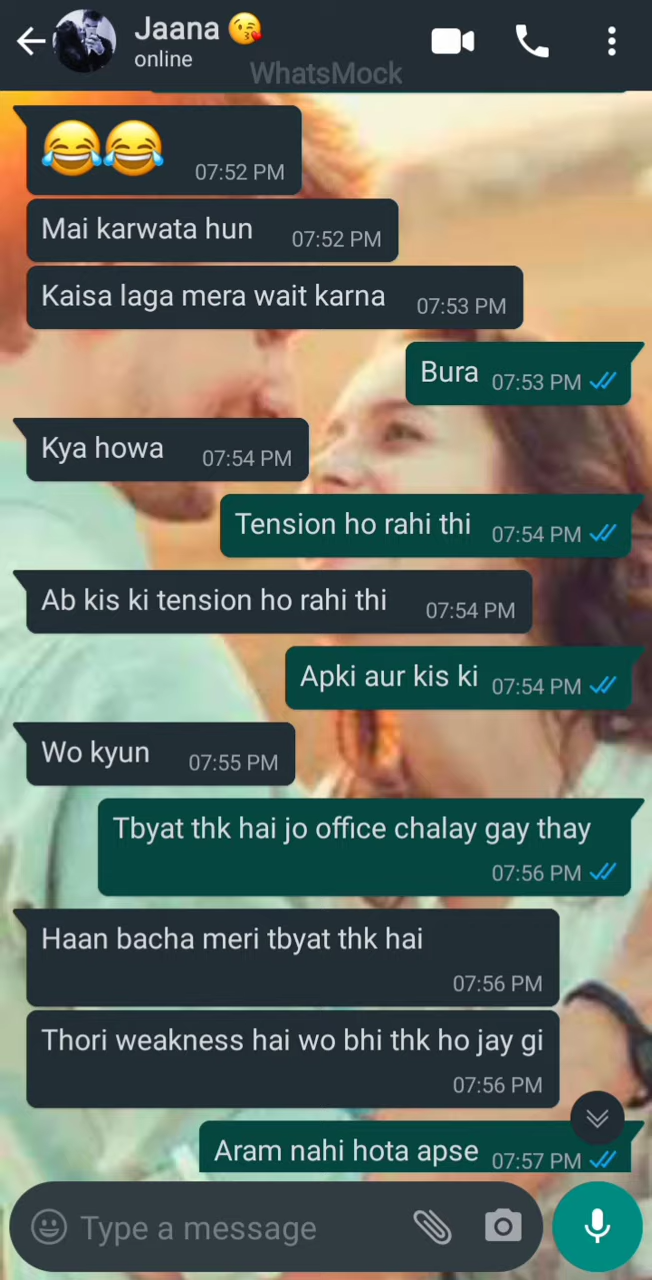 Jaana 😘
online
WhatsMock
😂😂 07:52 PM
Mai karwata hun 07:52 PM
Kaisa laga mera wait karna 07:53 PM
Bura 07:53 PM
Kya howa 07:54 PM
Tension ho rahi thi 07:54 PM
Ab kis ki tension ho rahi thi 07:54 PM
Apki aur kis ki 07:54 PM
Wo kyun 07:55 PM
Tbyat thk hai jo office chalay gay thay
07:56 PM
Haan bacha meri tbyat thk hai
07:56 PM
Thori weakness hai wo bhi thk ho jay gi
07:56 PM
Aram nahi hota apse 07:57 PM
Type a message